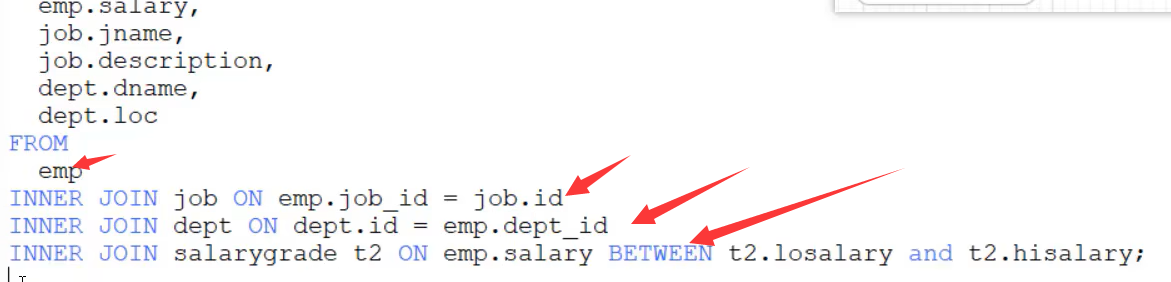 emp.salary,
job.jname,
job.description,
dept.dname,
dept.loc
FROM
emp
INNER JOIN job ON emp.job_id = job.id
INNER JOIN dept ON dept.id = emp.dept_id
INNER JOIN salarygrade t2 ON emp.salary BETWEEN t2.losalary and t2.hisalary;